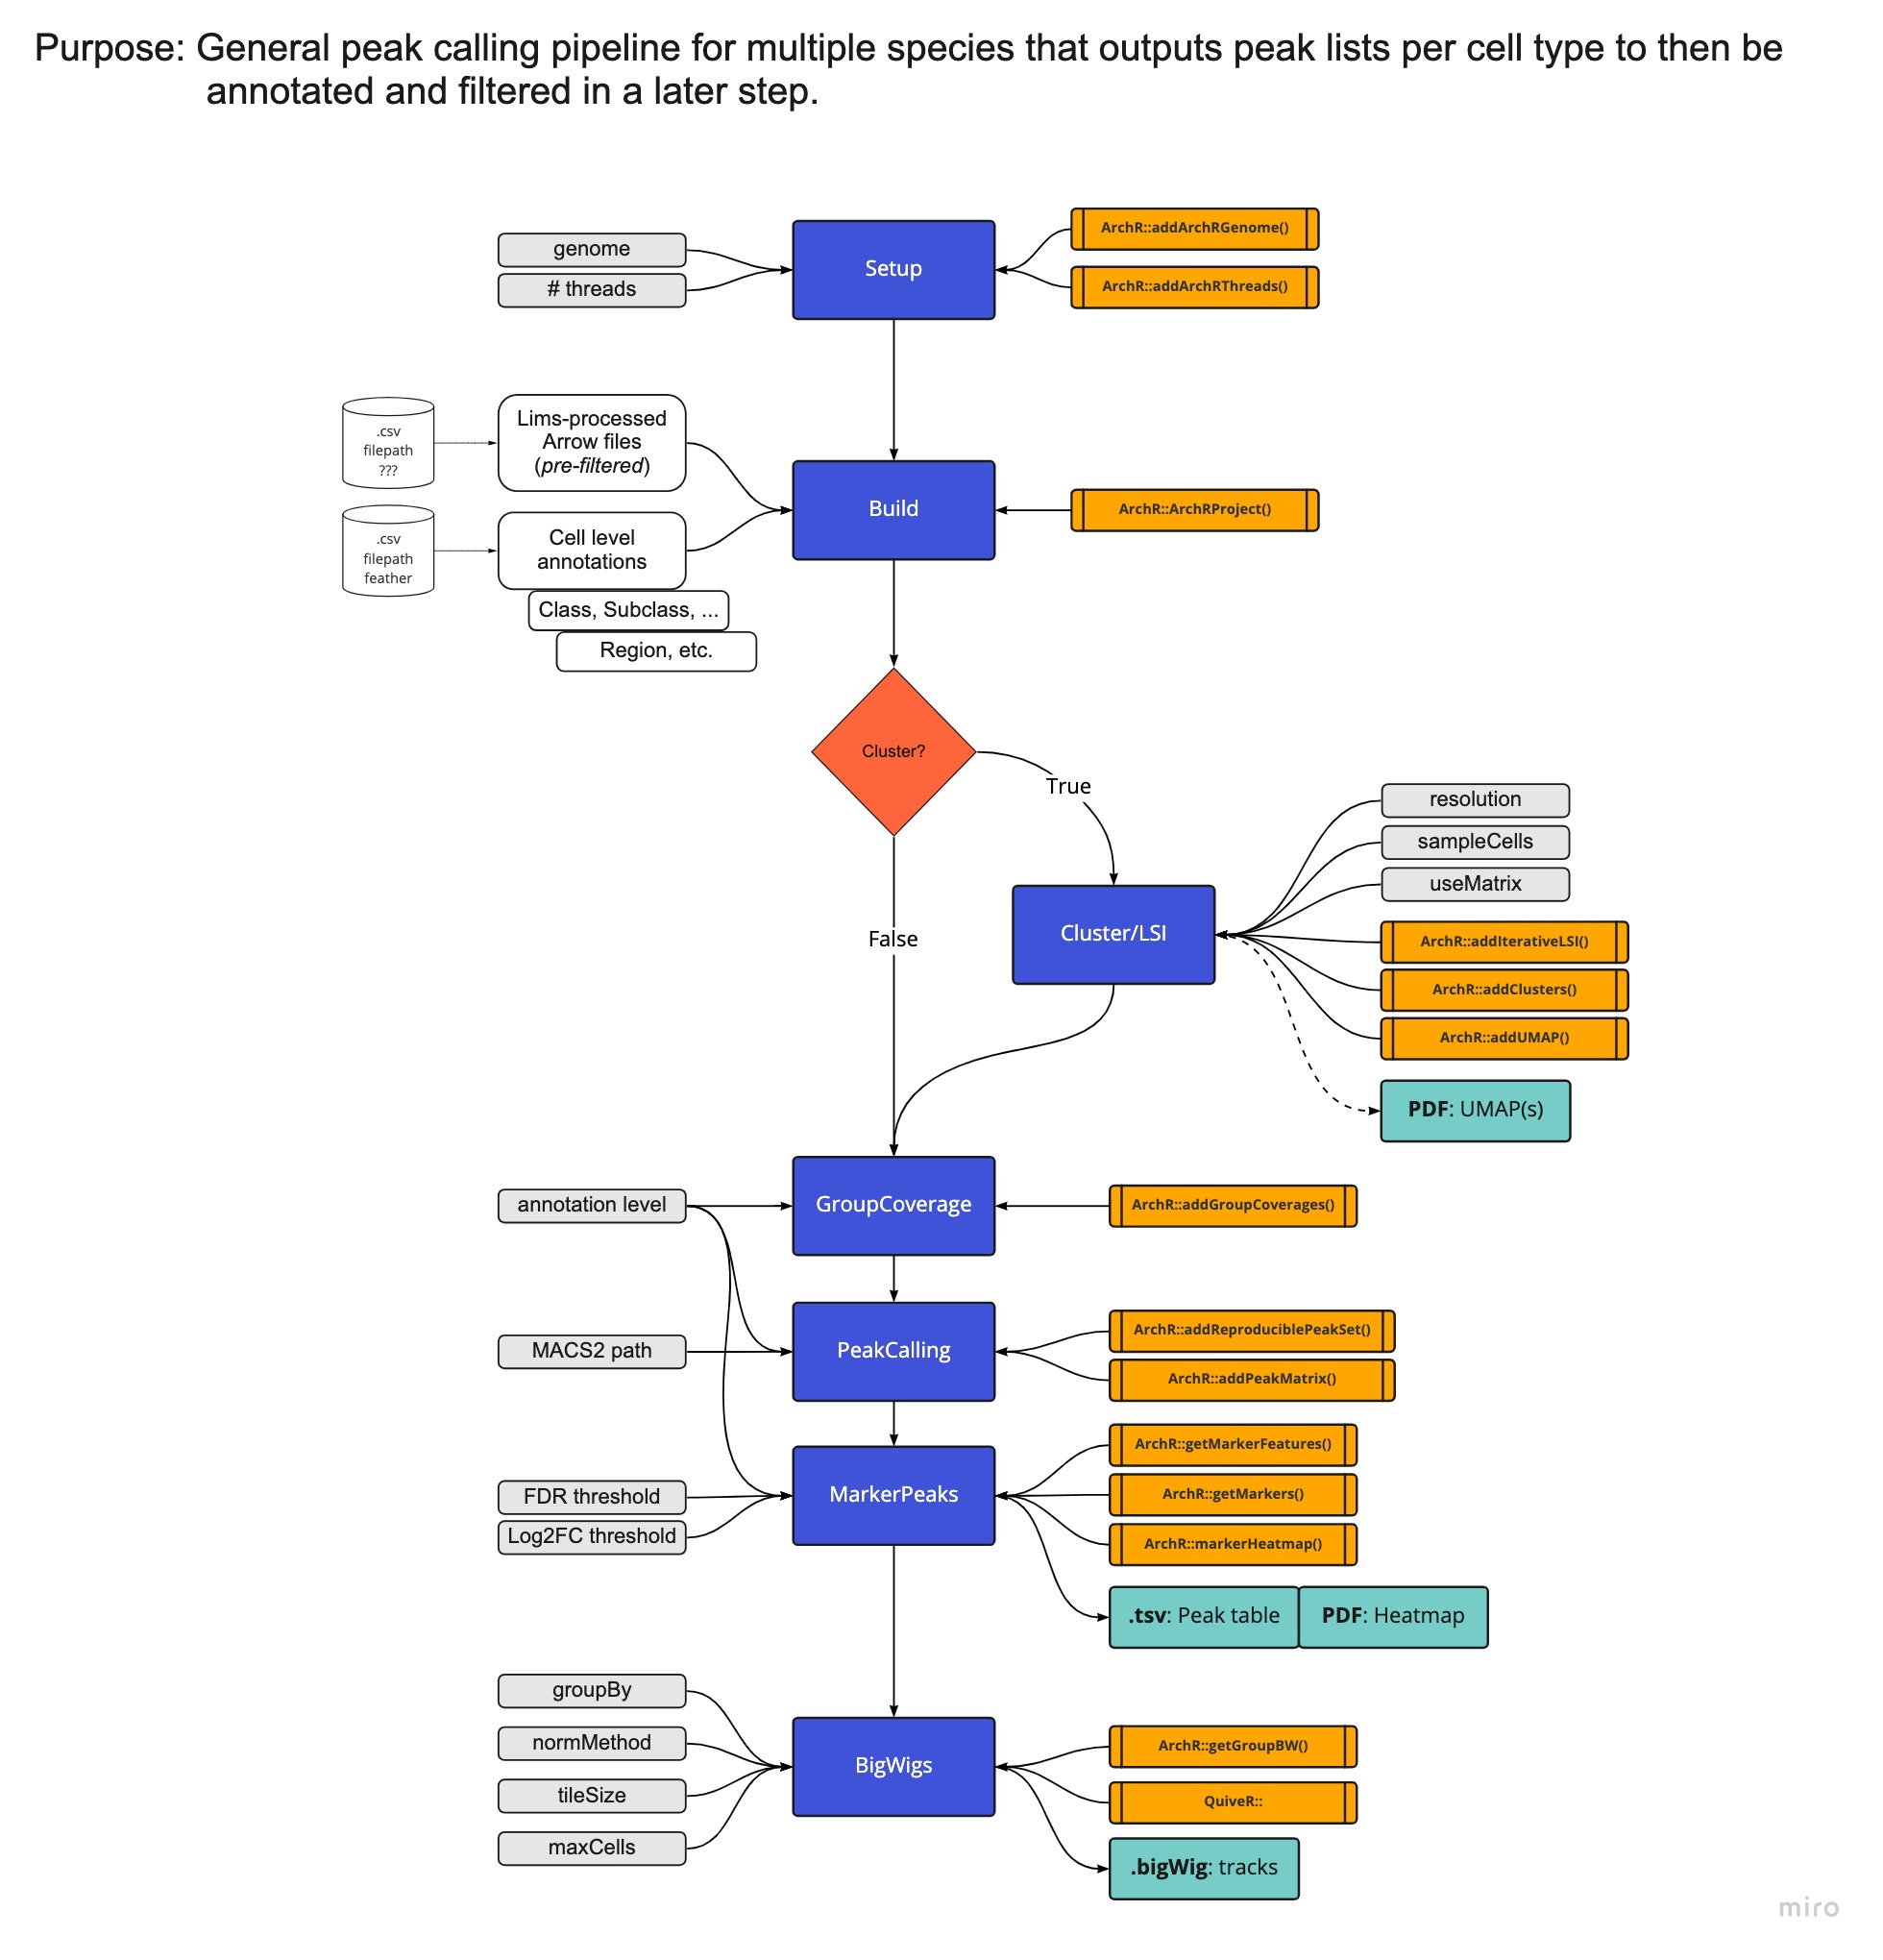 Purpose: General peak calling pipeline for multiple species that outputs peak lists per cell type to then be
annotated and filtered in a later step.
genome
# threads
Setup
ArchR::addArchRGenome()
ArchR::addArchRThreads()
.csv
filepath
???
Lims-processed
Arrow files
(pre-filtered)
.csv
filepath
feather
Cell level
annotations
Class, Subclass, ...
Region, etc.
Build
ArchR::ArchRProject()
Cluster?
True
False
Cluster/LSI
resolution
sampleCells
useMatrix
ArchR::addIterativeLSI()
ArchR::addClusters()
ArchR::addUMAP()
PDF: UMAP(s)
annotation level
GroupCoverage
ArchR::addGroupCoverages()
MACS2 path
PeakCalling
ArchR::addReproduciblePeakSet()
ArchR::addPeakMatrix()
FDR threshold
Log2FC threshold
MarkerPeaks
ArchR::getMarkerFeatures()
ArchR::getMarkers()
ArchR::markerHeatmap()
.tsv: Peak table
PDF: Heatmap
groupBy
normMethod
tileSize
maxCells
BigWigs
ArchR::getGroupBW()
QuiveR::
.bigWig: tracks
miro